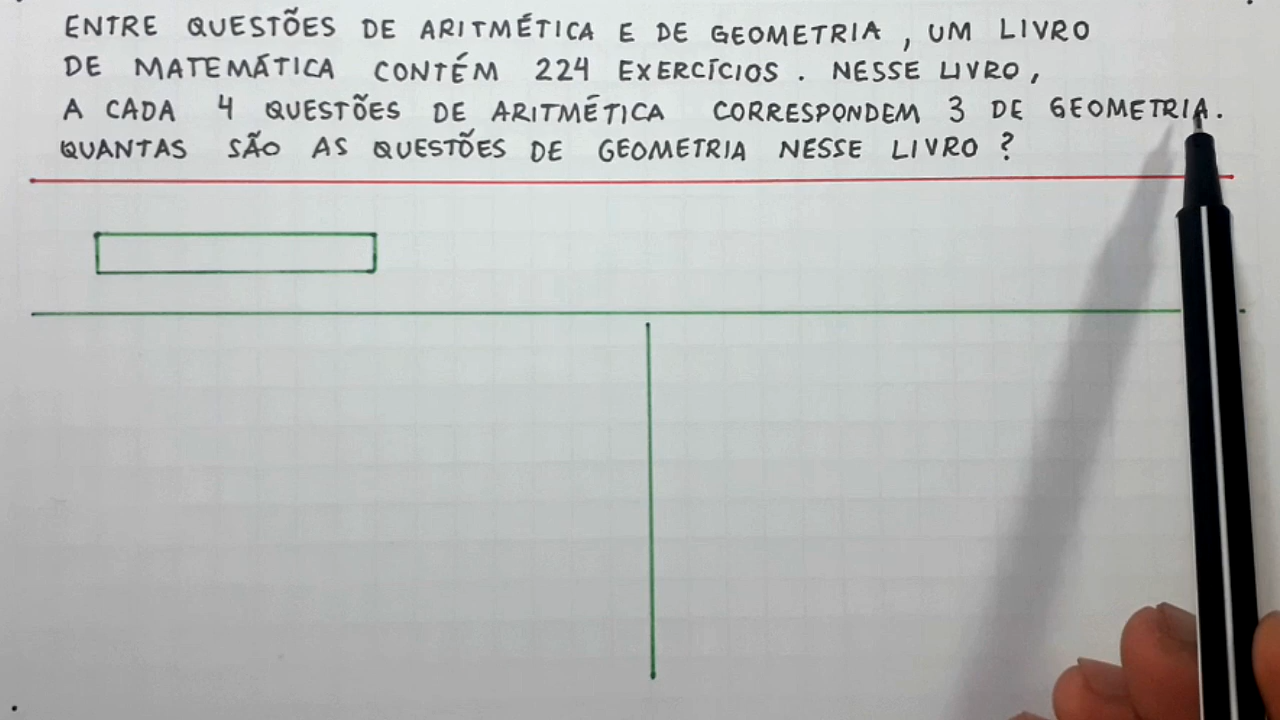 ENTRE QUESTÕES DE ARITMÉTICA E DE GEOMETRIA, UM LIVRO
DE MATEMÁTICA CONTÉM 224 EXERCÍCIOS. NESSE LIVRO,
A CADA 4 QUESTÕES DE ARITMÉTICA CORRESPONDEM 3 DE GEOMETRIA.
QUANTAS SÃO AS QUESTÕES DE GEOMETRIA NESSE LIVRO?